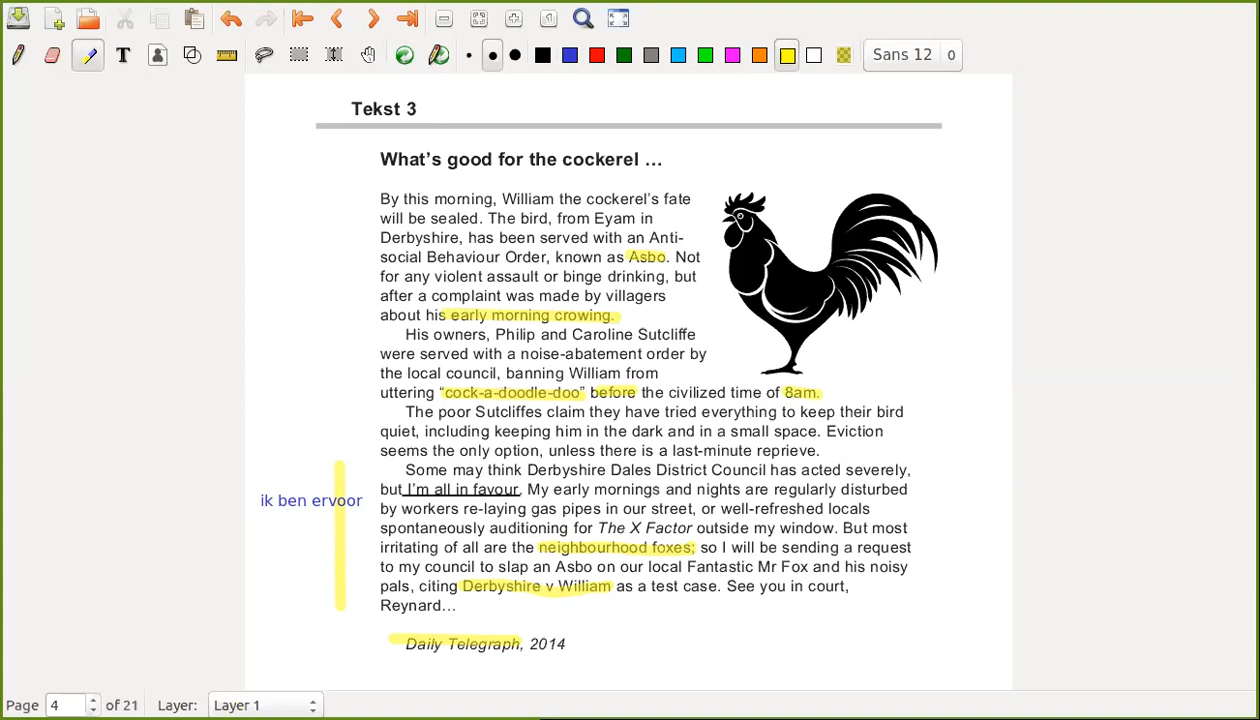 T
Sans 12 0
Tekst 3
What's good for the cockerel …
By this morning, William the cockerel's fate
will be sealed. The bird, from Eyam in
Derbyshire, has been served with an Anti-
social Behaviour Order, known as Asbo. Not
for any violent assault or binge drinking, but
after a complaint was made by villagers
about his early morning crowing.
His owners, Philip and Caroline Sutcliffe
were served with a noise-abatement order by
the local council, banning William from
uttering “cock-a-doodle-doo” before the civilized time of 8am.
The poor Sutcliffes claim they have tried everything to keep their bird
quiet, including keeping him in the dark and in a small space. Eviction
seems the only option, unless there is a last-minute reprieve.
Some may think Derbyshire Dales District Council has acted severely,
but I'm all in favour. My early mornings and nights are regularly disturbed
ik ben ervoor
by workers re-laying gas pipes in our street, or well-refreshed locals
spontaneously auditioning for The X Factor outside my window. But most
irritating of all are the neighbourhood foxes; so I will be sending a request
to my council to slap an Asbo on our local Fantastic Mr Fox and his noisy
pals, citing Derbyshire v William as a test case. See you in court,
Reynard…
Daily Telegraph, 2014
Page 4 of 21 Layer: Layer 1